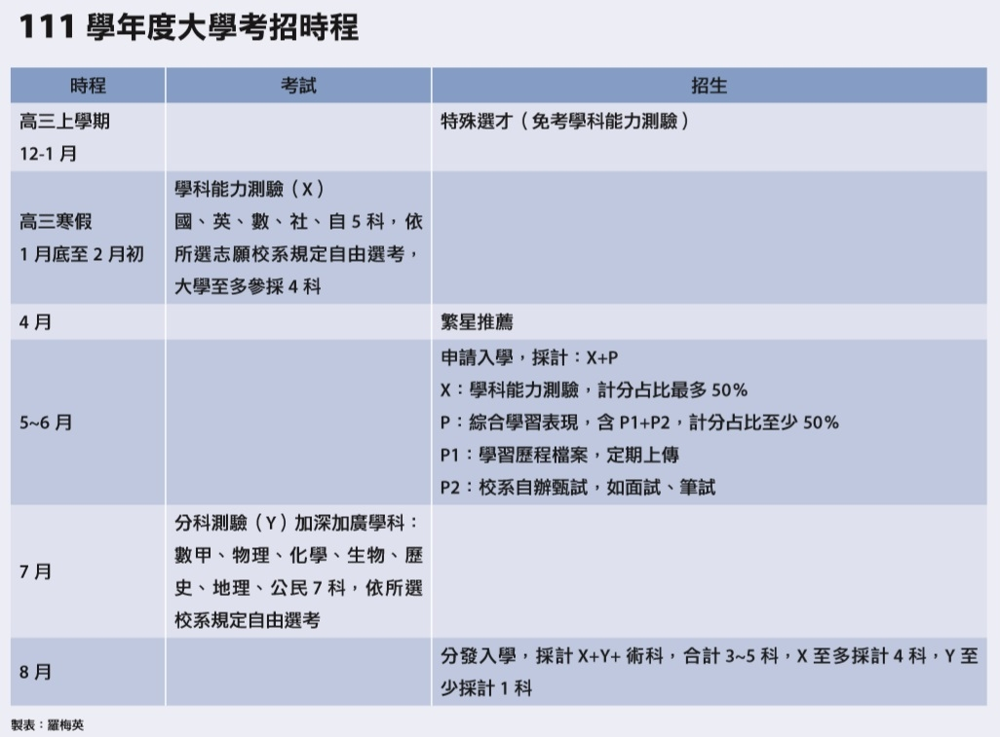 111 學年度大學考招時程
時程
考試
招生
高三上學期
12-1 月
特殊選才（免考學科能力測驗）
高三寒假
1 月底至 2 月初
學科能力測驗（X）
國、英、數、社、自 5 科，依
所選志願校系規定自由選考，
大學至多參採 4 科
4 月
繁星推薦
5~6 月
申請入學，採計：X+P
X：學科能力測驗，計分占比最多 50%
P：綜合學習表現，含 P1+P2，計分占比至少 50%
P1：學習歷程檔案，定期上傳
P2：校系自辦甄試，如面試、筆試
7 月
分科測驗（Y）加深加廣學科：
數甲、物理、化學、生物、歷
史、地理、公民 7 科，依所選
校系規定自由選考
8 月
分發入學，採計 X+Y+ 術科，合計 3~5 科，X 至多採計 4 科，Y 至
少採計 1 科
製表：羅梅英